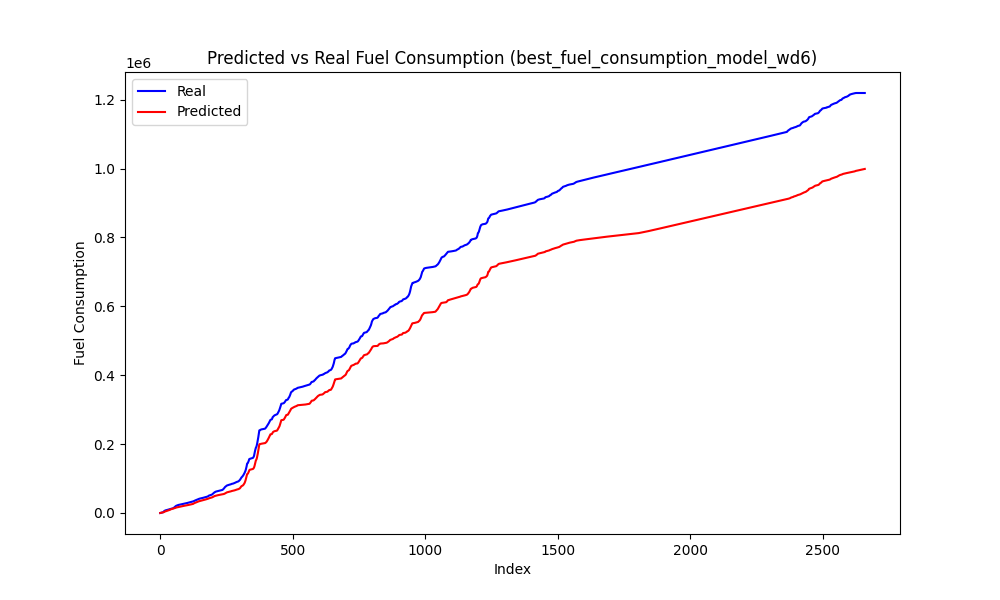 Predicted vs Real Fuel Consumption (best_fuel_consumption_model_wd6)
1e6
Real
Predicted
1.2
1.0
0.8
0.6
0.4
0.2
0.0
Fuel Consumption
0 500 1000 1500 2000 2500
Index